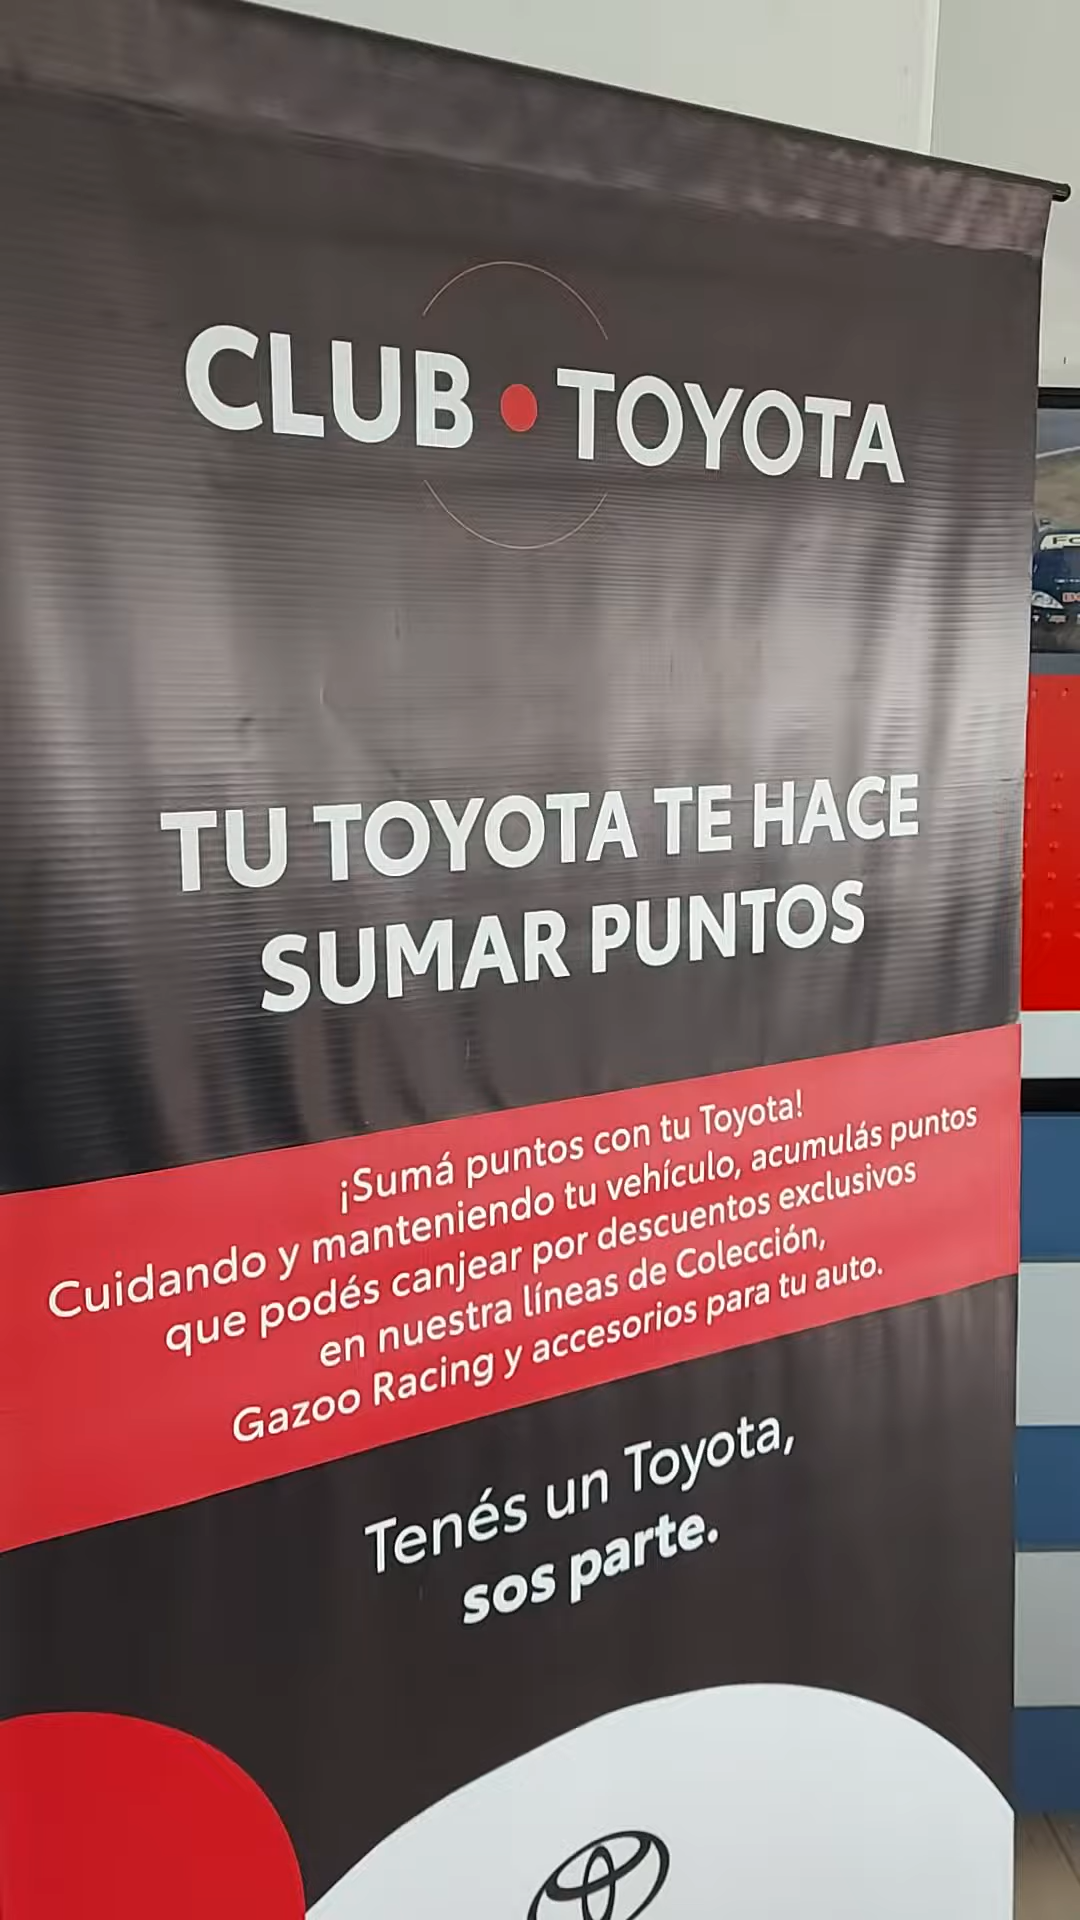 CLUB • TOYOTA
TU TOYOTA TE HACE
SUMAR PUNTOS
¡Sumá puntos con tu Toyota!
Cuidando y manteniendo tu vehículo, acumulás puntos
que podés canjear por descuentos exclusivos
en nuestra líneas de Colección,
Gazoo Racing y accesorios para tu auto.
Tenés un Toyota,
sos parte.